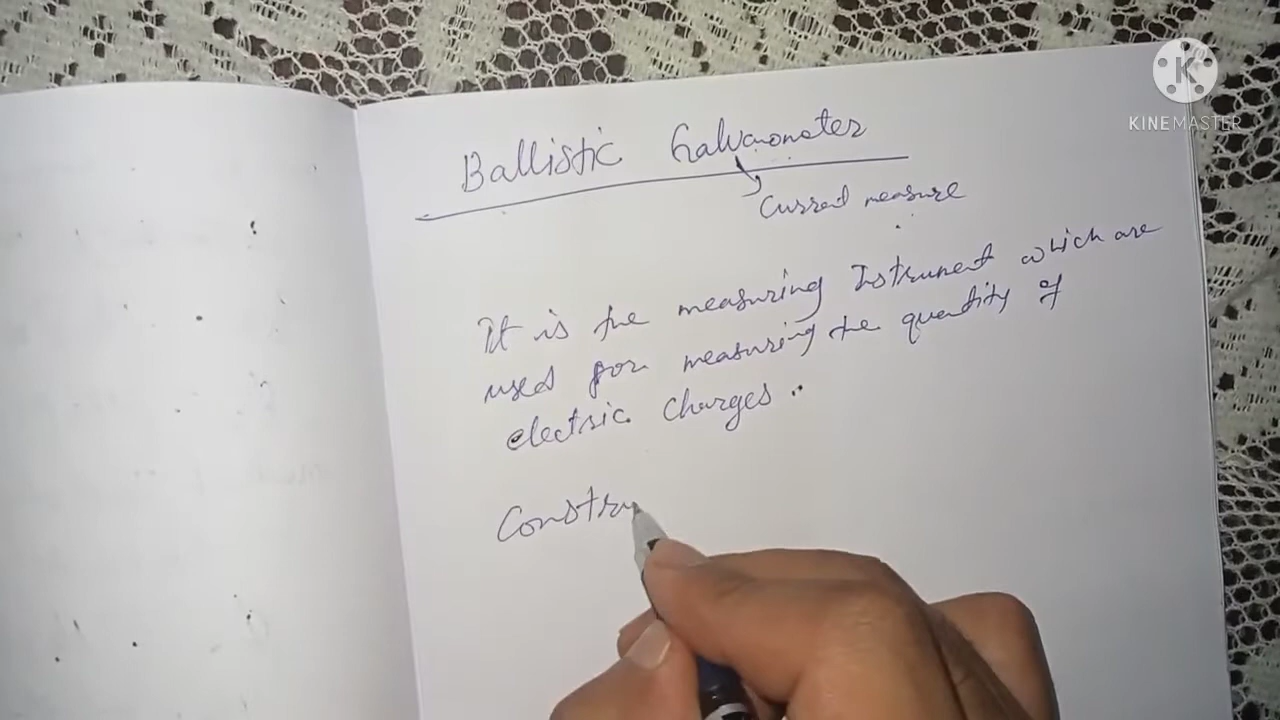 K
KINEMASTER
Ballistic Galvanometer
Current measure
It is the measuring Instrument which are
used for measuring the quantity of
electric charges.
Constru